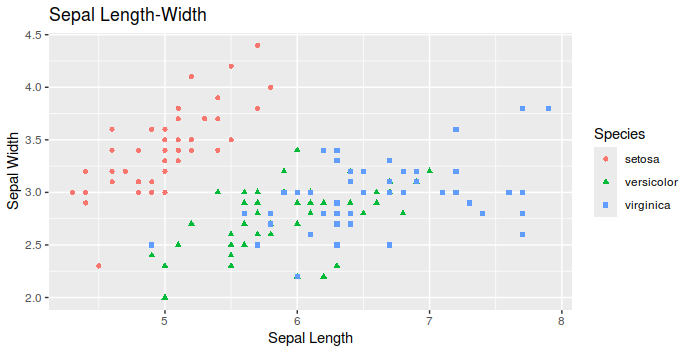 Sepal Length-Width
4.5
4.0
3.5
3.0
2.5
2.0
Sepal Width
5
6
7
8
Sepal Length
Species
setosa
versicolor
virginica